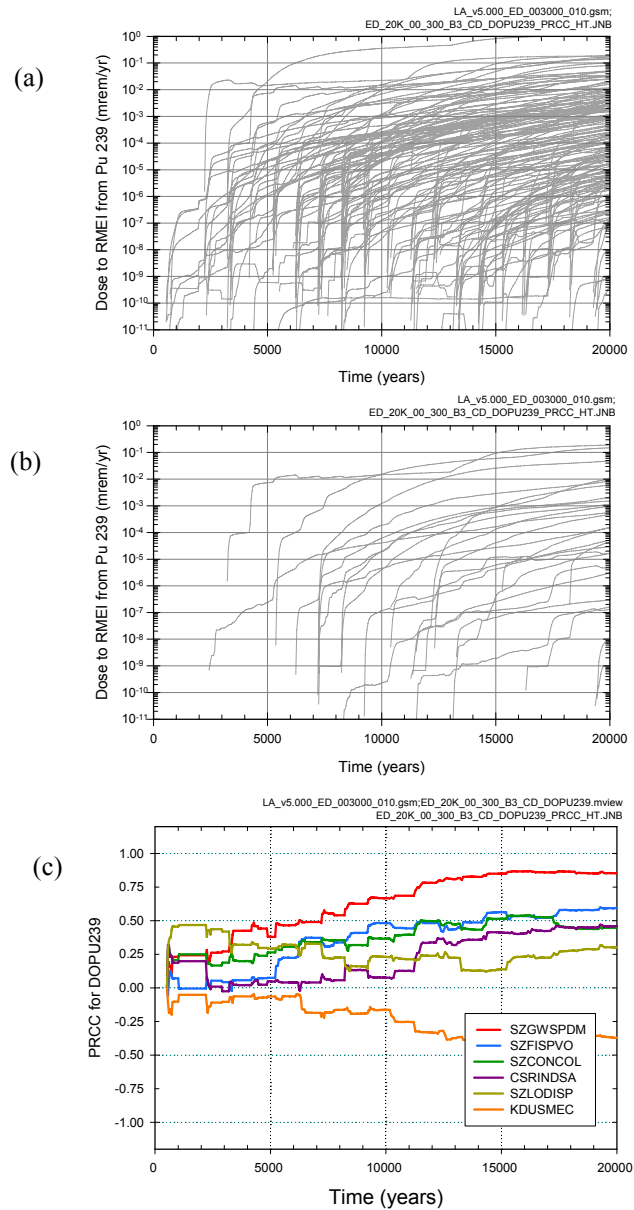 LA_v5.000_ED_003000_010.gsm;
ED_20K_00_300_B3_CD_DOPU239_PRCC_HT.JNB
(a)
Dose to RMEI from Pu 239 (mrem/yr)
10^0
10^-1
10^-2
10^-3
10^-4
10^-5
10^-6
10^-7
10^-8
10^-9
10^-10
10^-11
0 5000 10000 15000 20000
Time (years)
LA_v5.000_ED_003000_010.gsm;
ED_20K_00_300_B3_CD_DOPU239_PRCC_HT.JNB
(b)
Dose to RMEI from Pu 239 (mrem/yr)
10^0
10^-1
10^-2
10^-3
10^-4
10^-5
10^-6
10^-7
10^-8
10^-9
10^-10
10^-11
0 5000 10000 15000 20000
Time (years)
LA_v5.000_ED_003000_010.gsm;ED_20K_00_300_B3_CD_DOPU239.mview
ED_20K_00_300_B3_CD_DOPU239_PRCC_HT.JNB
(c)
PRCC for DOPU239
1.00
0.75
0.50
0.25
0.00
-0.25
-0.50
-0.75
-1.00
SZGWSPDM
SZFISPVO
SZCONCOL
CSRINDSA
SZLODISP
KDUSMEC
0 5000 10000 15000 20000
Time (years)